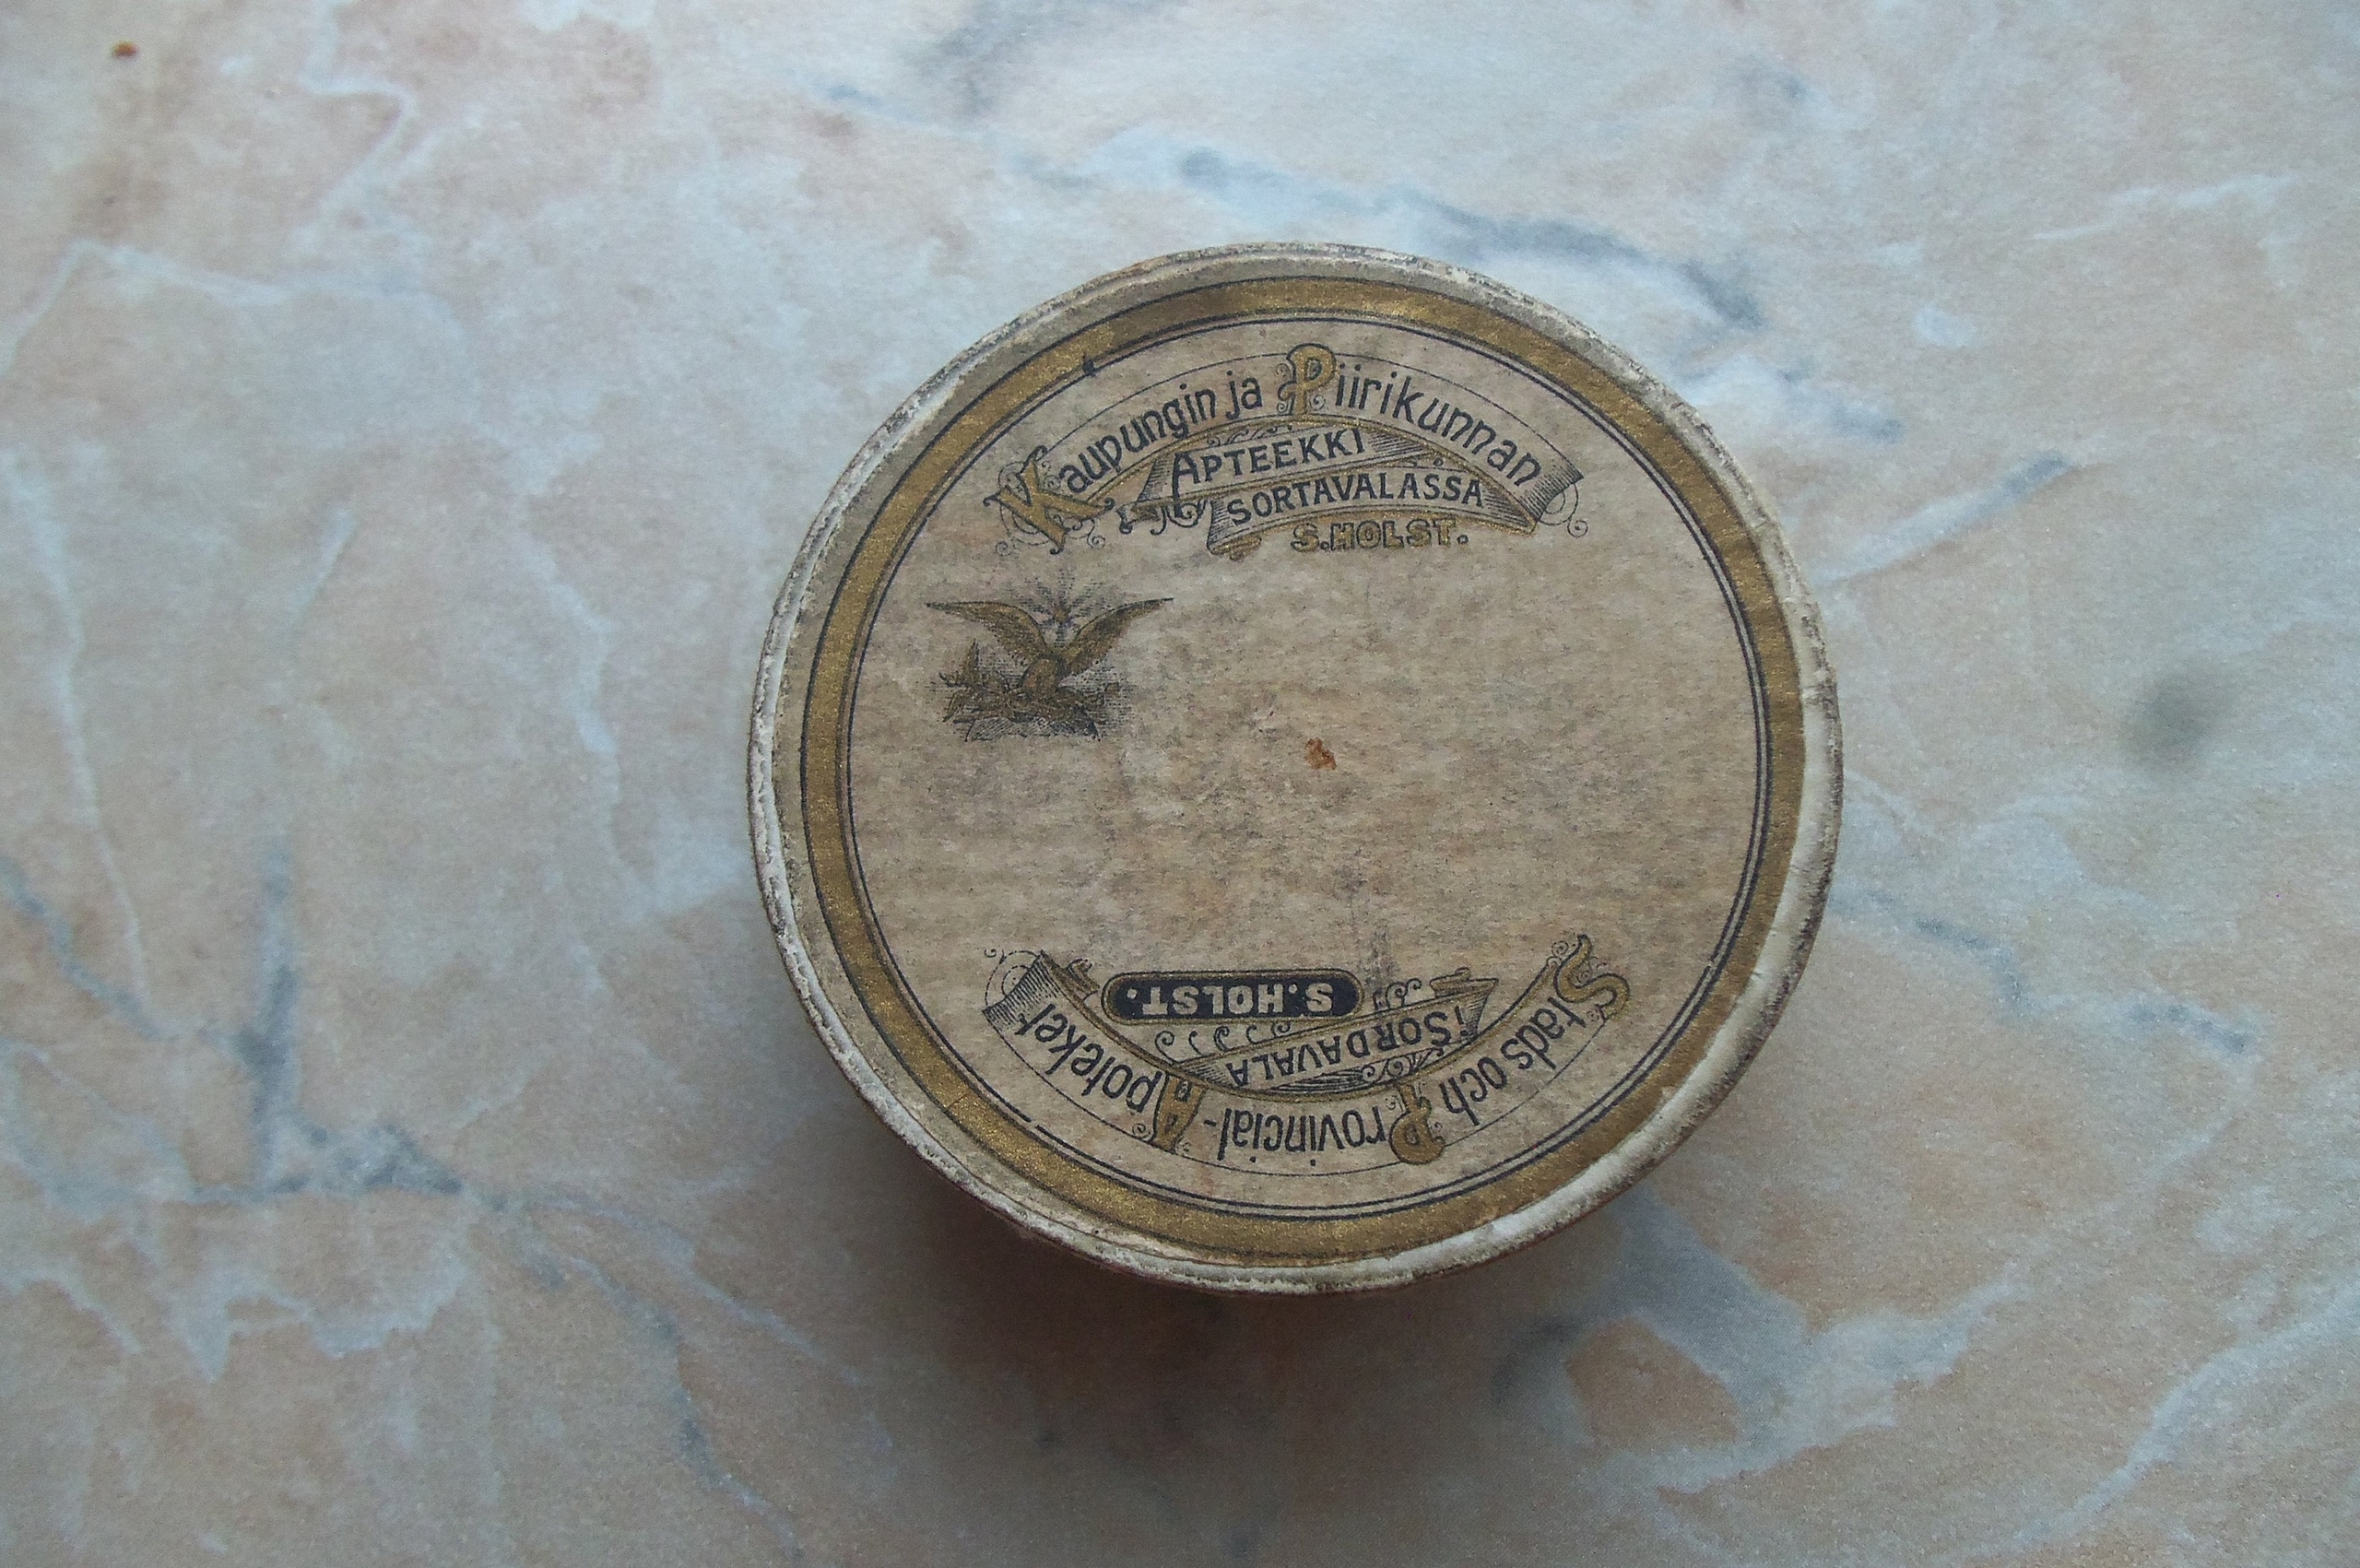 Kaupungin ja Piirikunnan
APTEEKKI
SORTAVALASSA
S.HOLST.
Stads och Provincial-Apoteket
i SORDAVALA
S.HOLST.